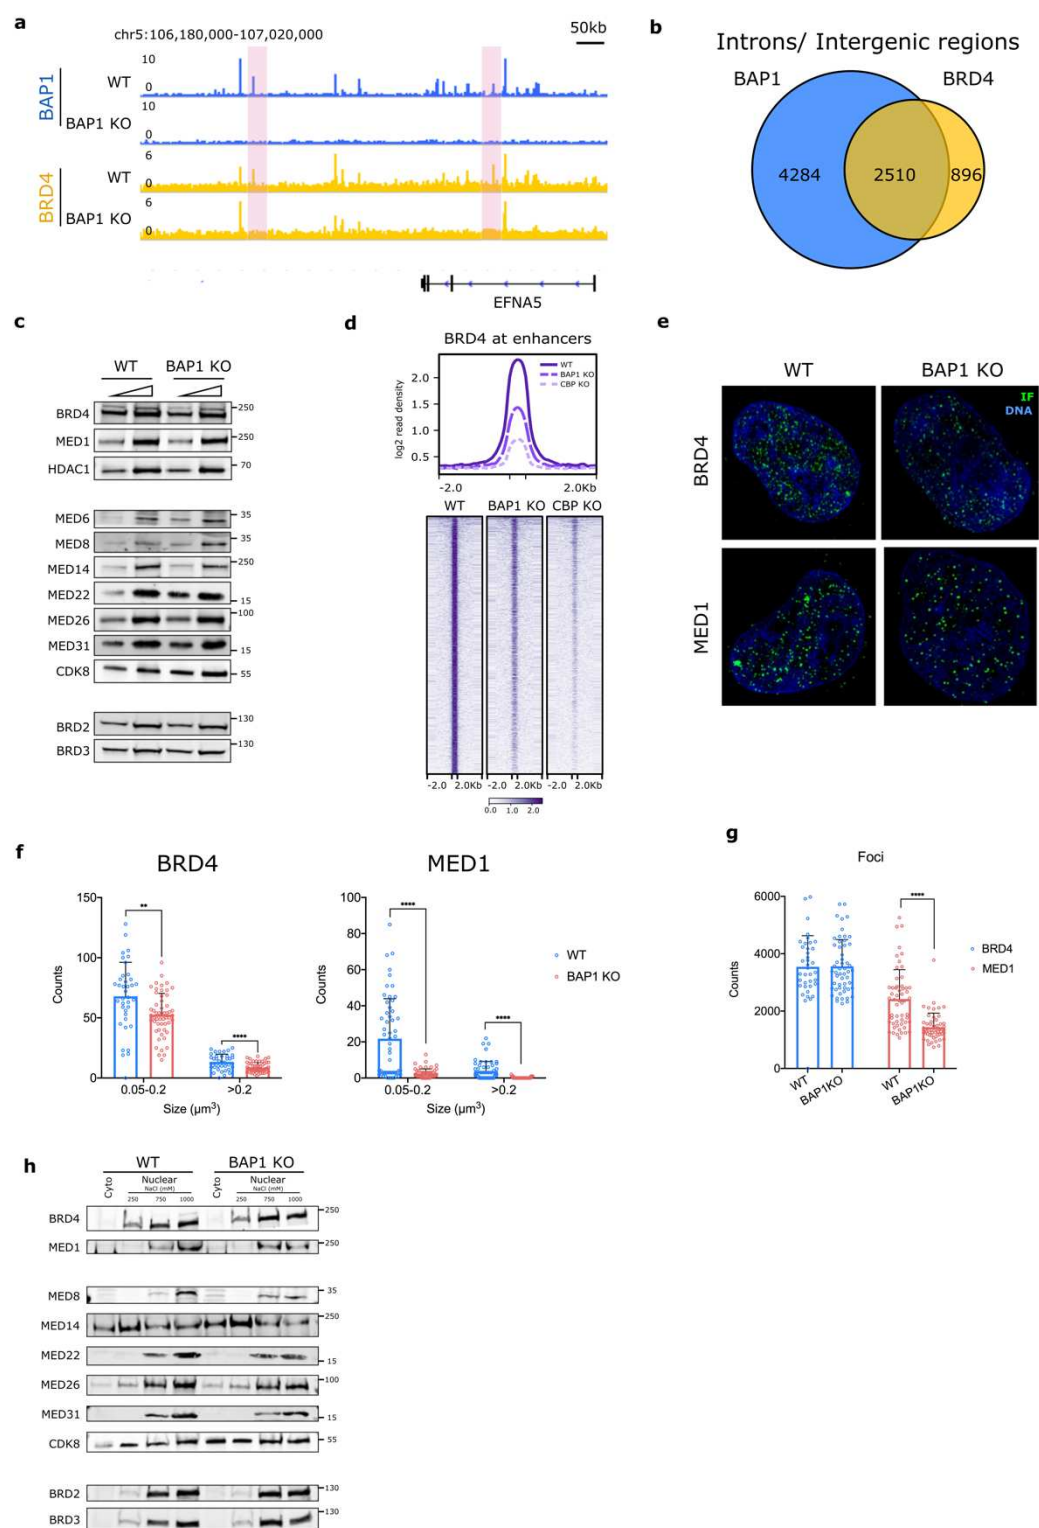 a
chr5:106,180,000-107,020,000
50kb
BAP1
WT
10
0
BAP1 KO
10
0
BRD4
WT
6
0
BAP1 KO
6
0
EFNA5
b
Introns/ Intergenic regions
BAP1
BRD4
4284
2510
896
c
WT
BAP1 KO
BRD4
250
MED1
250
HDAC1
70
MED6
35
MED8
35
MED14
250
MED22
15
MED26
100
MED31
15
CDK8
55
BRD2
130
BRD3
130
d
BRD4 at enhancers
WT
BAP1 KO
CBP KO
log2 read density
2.0
1.5
1.0
0.5
-2.0
2.0Kb
WT
BAP1 KO
CBP KO
-2.0
2.0Kb
-2.0
2.0Kb
-2.0
2.0Kb
0.0
1.0
2.0
e
WT
BAP1 KO
IF
DNA
BRD4
MED1
f
BRD4
Counts
150
100
50
0
**
****
0.05-0.2
>0.2
Size (µm³)
MED1
Counts
100
80
60
40
20
0
****
****
0.05-0.2
>0.2
Size (µm³)
WT
BAP1 KO
g
Foci
Counts
6000
4000
2000
0
****
WT
BAP1KO
WT
BAP1KO
BRD4
MED1
h
WT
BAP1 KO
Cyto
Nuclear
NaCl (mM)
250
750
1000
Cyto
Nuclear
NaCl (mM)
250
750
1000
BRD4
250
MED1
250
MED8
35
MED14
250
MED22
15
MED26
100
MED31
15
CDK8
55
BRD2
130
BRD3
130